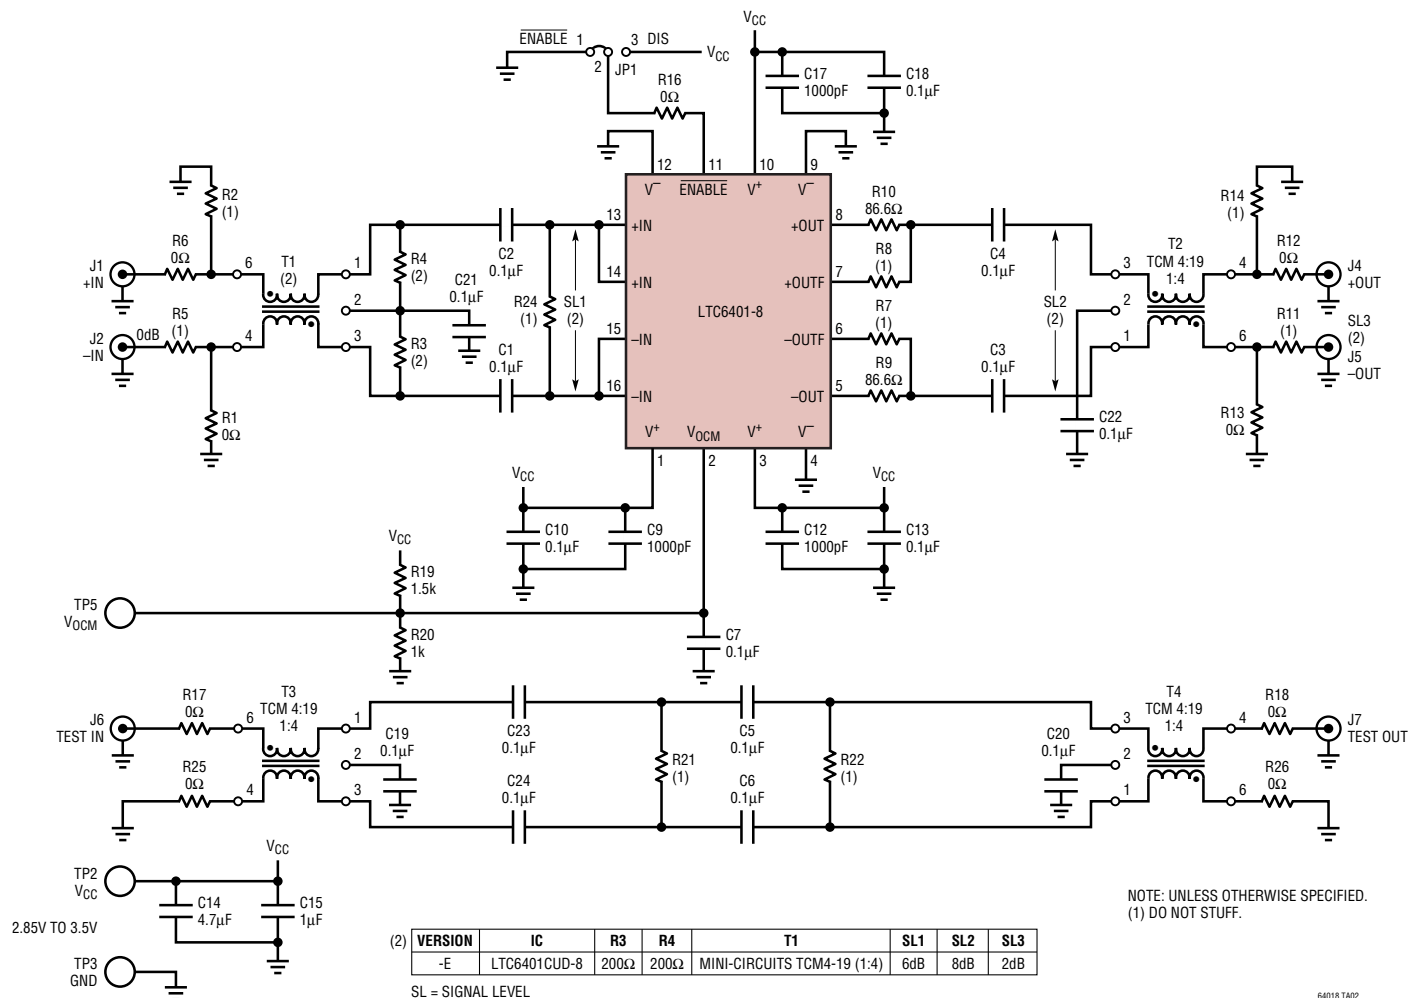 VCC
ENABLE 1
3 DIS
VCC
2 JP1
R16
0Ω
C17
1000pF
C18
0.1µF
12
11
10
9
V–
ENABLE
V+
V–
R2
(1)
R6
0Ω
J1
+IN
6
T1
(2)
1
2
3
4
R4
(2)
C21
0.1µF
R3
(2)
C2
0.1µF
R24
(1)
SL1
(2)
C1
0.1µF
J2
–IN
0dB
R5
(1)
R1
0Ω
13
+IN
14
+IN
15
–IN
16
–IN
LTC6401-8
+OUT
8
+OUTF
7
–OUTF
6
–OUT
5
V+
VOCM
V+
V–
1
2
3
4
R10
86.6Ω
R8
(1)
R7
(1)
R9
86.6Ω
C4
0.1µF
C3
0.1µF
SL2
(2)
C22
0.1µF
3
2
1
T2
TCM 4:19
1:4
4
6
R14
(1)
R12
0Ω
J4
+OUT
R11
(1)
SL3
(2)
J5
–OUT
R13
0Ω
VCC
C10
0.1µF
C9
1000pF
C12
1000pF
VCC
C13
0.1µF
VCC
R19
1.5k
TP5
VOCM
R20
1k
C7
0.1µF
J6
TEST IN
R17
0Ω
6
T3
TCM 4:19
1:4
1
2
3
4
R25
0Ω
C19
0.1µF
C23
0.1µF
C24
0.1µF
R21
(1)
C5
0.1µF
C6
0.1µF
R22
(1)
C20
0.1µF
3
2
1
T4
TCM 4:19
1:4
4
6
R18
0Ω
J7
TEST OUT
R26
0Ω
VCC
TP2
VCC
C14
4.7µF
C15
1µF
2.85V TO 3.5V
TP3
GND
NOTE: UNLESS OTHERWISE SPECIFIED.
(1) DO NOT STUFF.
(2) VERSION IC R3 R4 T1 SL1 SL2 SL3
-E LTC6401CUD-8 200Ω 200Ω MINI-CIRCUITS TCM4-19 (1:4) 6dB 8dB 2dB
SL = SIGNAL LEVEL
64018 TA02